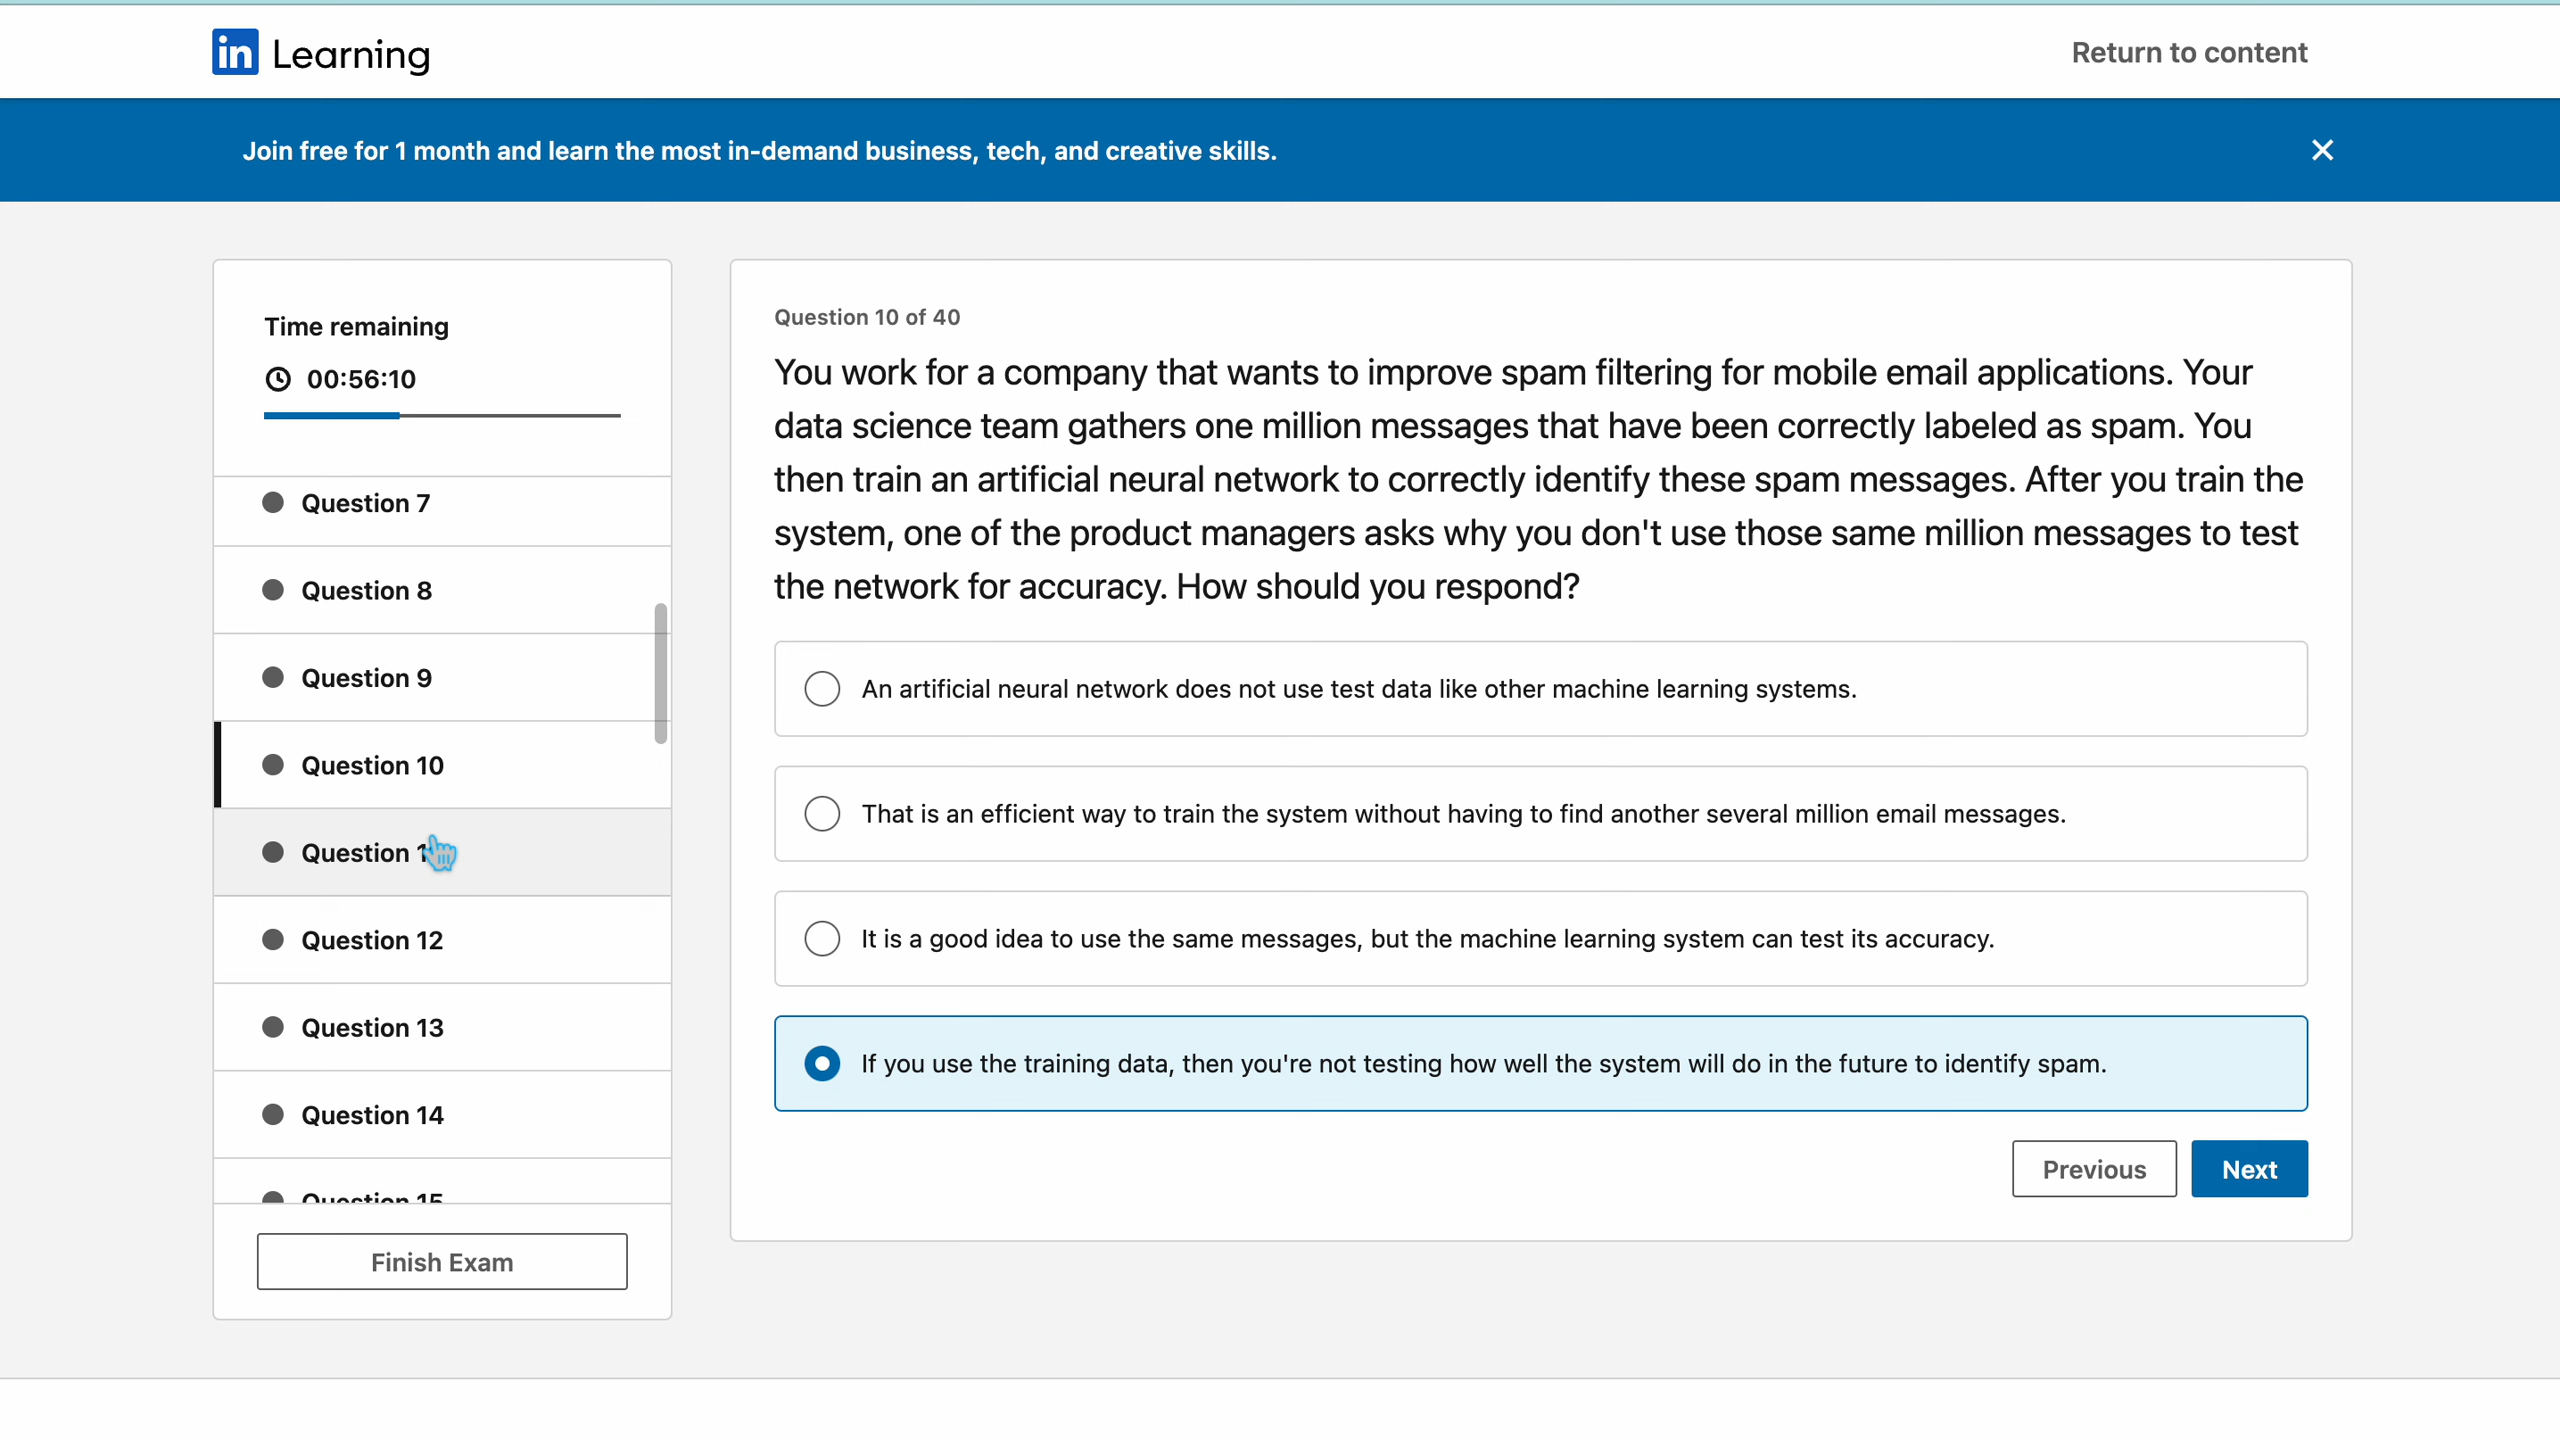 in Learning
Return to content
Join free for 1 month and learn the most in-demand business, tech, and creative skills.
Time remaining
00:56:10
Question 7
Question 8
Question 9
Question 10
Question
Question 12
Question 13
Question 14
Question 15
Finish Exam
Question 10 of 40
You work for a company that wants to improve spam filtering for mobile email applications. Your
data science team gathers one million messages that have been correctly labeled as spam. You
then train an artificial neural network to correctly identify these spam messages. After you train the
system, one of the product managers asks why you don't use those same million messages to test
the network for accuracy. How should you respond?
An artificial neural network does not use test data like other machine learning systems.
That is an efficient way to train the system without having to find another several million email messages.
It is a good idea to use the same messages, but the machine learning system can test its accuracy.
If you use the training data, then you're not testing how well the system will do in the future to identify spam.
Previous
Next